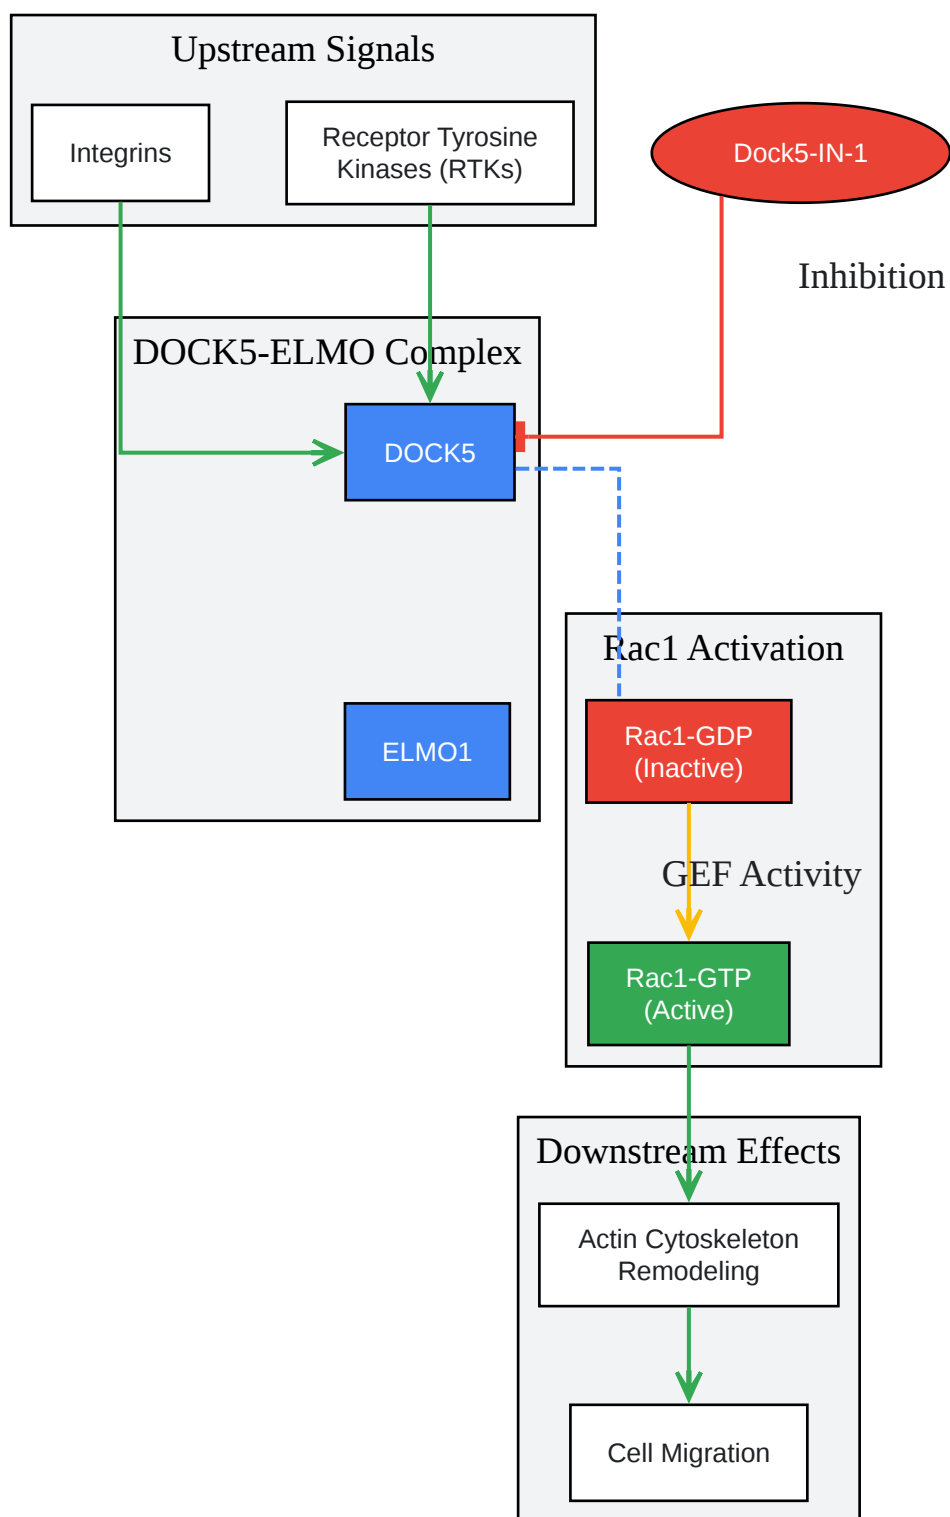 Upstream Signals
Integrins
Receptor Tyrosine
Kinases (RTKs)
Dock5-IN-1
Inhibition
DOCK5-ELMO Complex
DOCK5
ELMO1
Rac1 Activation
Rac1-GDP
(Inactive)
GEF Activity
Rac1-GTP
(Active)
Downstream Effects
Actin Cytoskeleton
Remodeling
Cell Migration